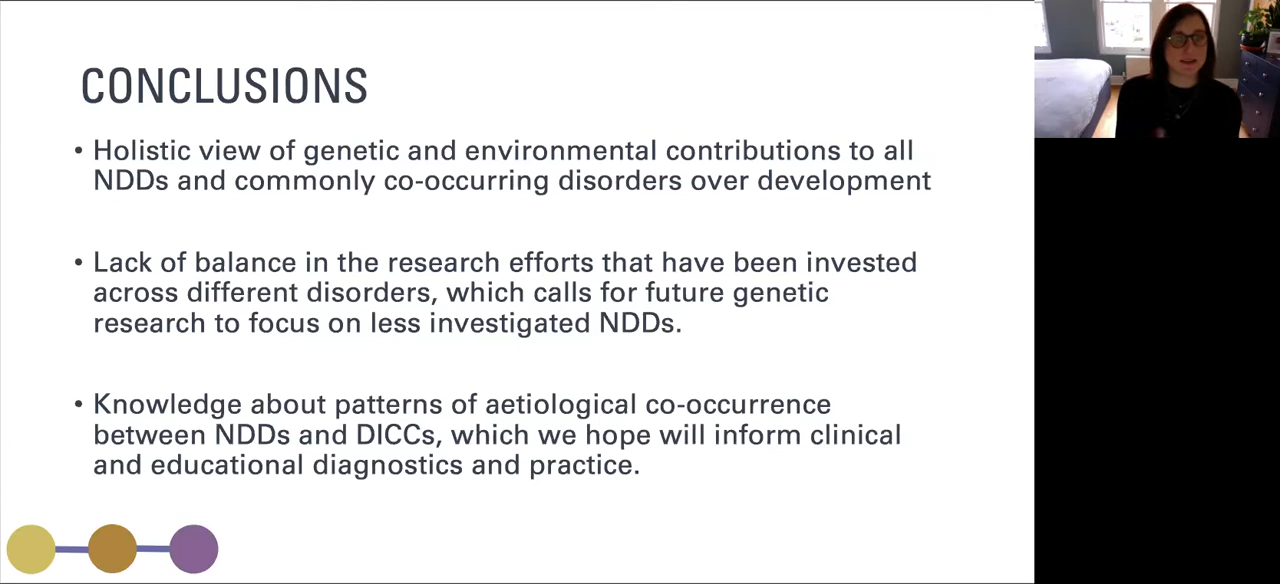 CONCLUSIONS
• Holistic view of genetic and environmental contributions to all
NDDs and commonly co-occurring disorders over development
• Lack of balance in the research efforts that have been invested
across different disorders, which calls for future genetic
research to focus on less investigated NDDs.
• Knowledge about patterns of aetiological co-occurrence
between NDDs and DICCs, which we hope will inform clinical
and educational diagnostics and practice.